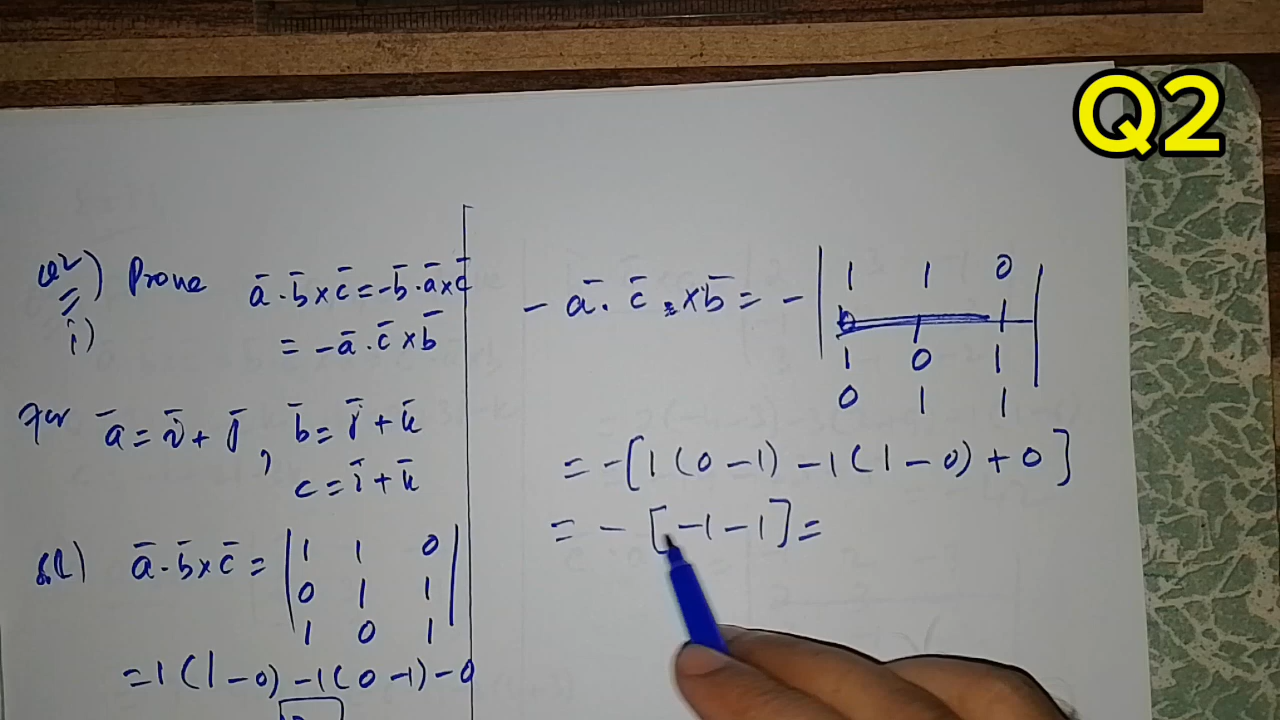 Q2
Q2) Prove a̅ . b̅ × c̅ = -b̅ . a̅ × c̅
i) = -a̅ . c̅ × b̅
For a̅ = i̅ + j̅ , b̅ = j̅ + k̅
c = i̅ + k̅
Sol) a̅ . b̅ × c̅ = | 1 1 0 |
0 1 1
1 0 1
= 1 (1 - 0) - 1 (0 - 1) - 0
- a̅ . c̅ × b̅ = - | 1 1 0 |
0 1 1
1 0 1
0 1 1
= - [ 1 (0 - 1) - 1 (1 - 0) + 0 ]
= - [ -1 - 1 ] =